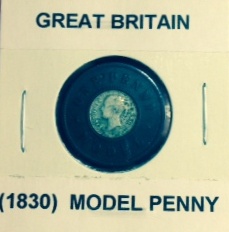 GREAT BRITAIN
(1830) MODEL PENNY